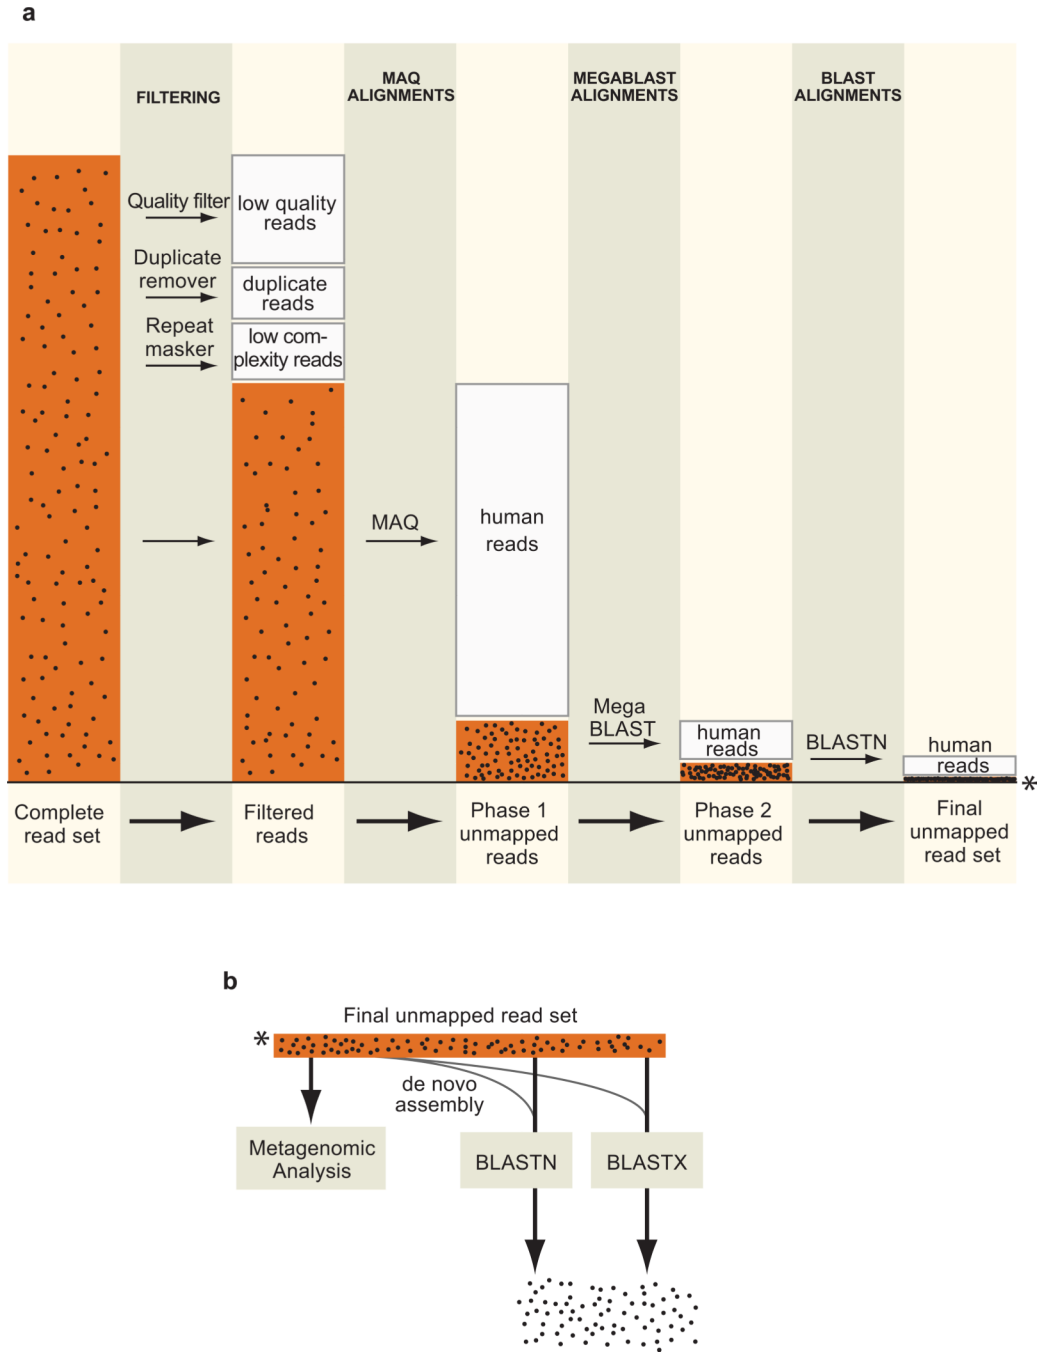 a
FILTERING
MAQ
ALIGNMENTS
MEGABLAST
ALIGNMENTS
BLAST
ALIGNMENTS
Quality filter
low quality
reads
Duplicate
remover
duplicate
reads
Repeat
masker
low com-
plexity reads
MAQ
human
reads
Mega
BLAST
human
reads
BLASTN
human
reads
*
Complete
read set
Filtered
reads
Phase 1
unmapped
reads
Phase 2
unmapped
reads
Final
unmapped
read set
b
Final unmapped read set
*
de novo
assembly
Metagenomic
Analysis
BLASTN
BLASTX